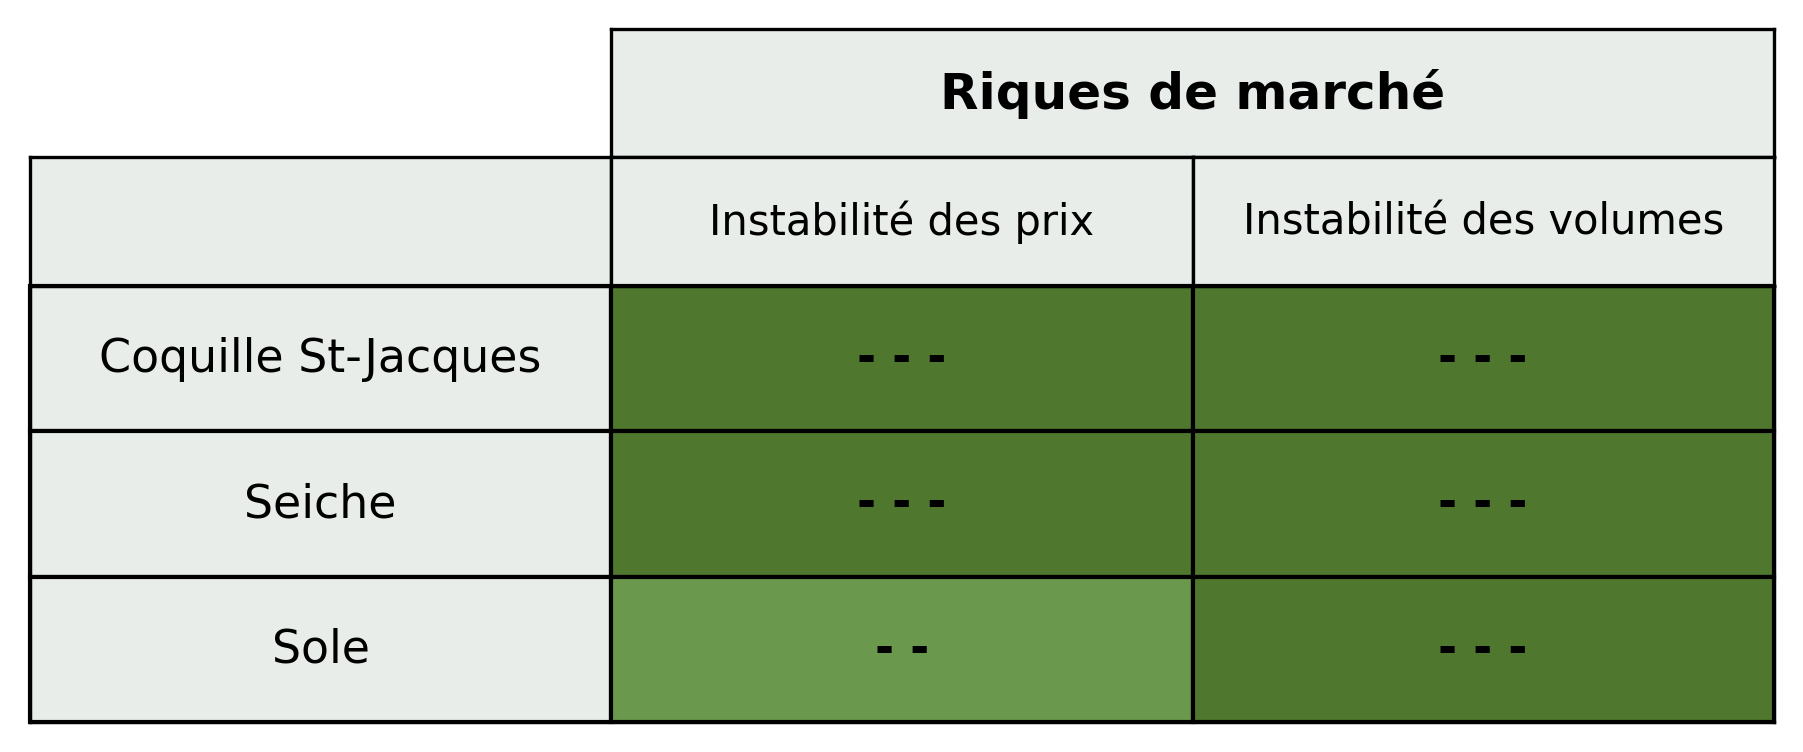 Riques de marché
Instabilité des prix Instabilité des volumes
Coquille St-Jacques - - - - - -
Seiche - - - - - -
Sole - - - - -